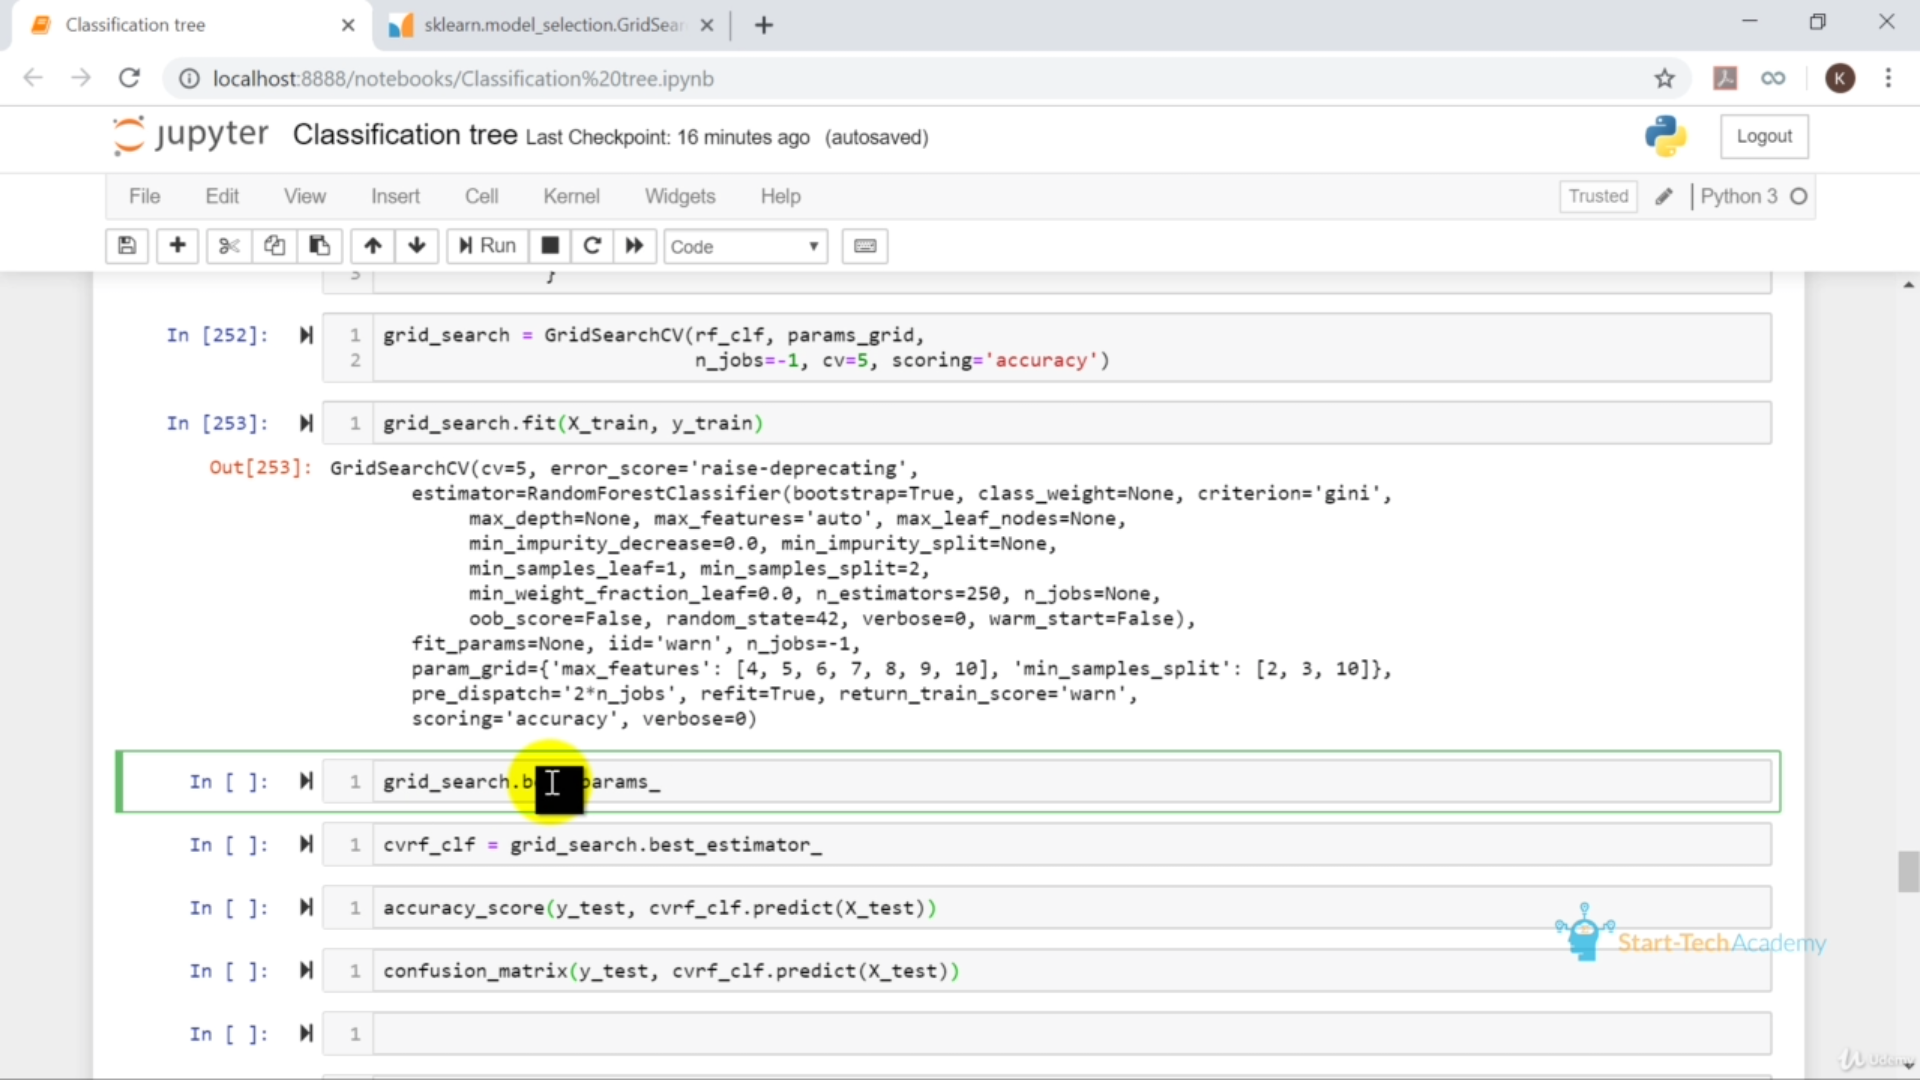 Classification tree
sklearn.model_selection.GridSear
localhost:8888/notebooks/Classification%20tree.ipynb
K
jupyter Classification tree Last Checkpoint: 16 minutes ago (autosaved)
Logout
File Edit View Insert Cell Kernel Widgets Help
Trusted Python 3
Run Code
3 }
In [252]: 1 grid_search = GridSearchCV(rf_clf, params_grid,
2 n_jobs=-1, cv=5, scoring='accuracy')
In [253]: 1 grid_search.fit(X_train, y_train)
Out[253]: GridSearchCV(cv=5, error_score='raise-deprecating',
estimator=RandomForestClassifier(bootstrap=True, class_weight=None, criterion='gini',
max_depth=None, max_features='auto', max_leaf_nodes=None,
min_impurity_decrease=0.0, min_impurity_split=None,
min_samples_leaf=1, min_samples_split=2,
min_weight_fraction_leaf=0.0, n_estimators=250, n_jobs=None,
oob_score=False, random_state=42, verbose=0, warm_start=False),
fit_params=None, iid='warn', n_jobs=-1,
param_grid={'max_features': [4, 5, 6, 7, 8, 9, 10], 'min_samples_split': [2, 3, 10]},
pre_dispatch='2*n_jobs', refit=True, return_train_score='warn',
scoring='accuracy', verbose=0)
In [ ]: 1 grid_search.b params_
In [ ]: 1 cvrf_clf = grid_search.best_estimator_
In [ ]: 1 accuracy_score(y_test, cvrf_clf.predict(X_test))
Start-Tech Academy
In [ ]: 1 confusion_matrix(y_test, cvrf_clf.predict(X_test))
In [ ]: 1
Udemy